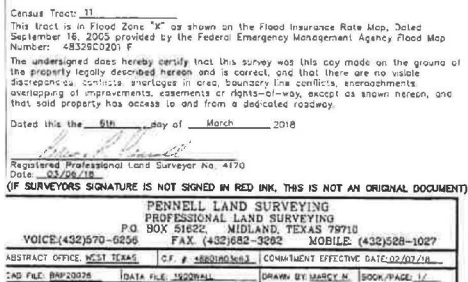 Census Tract: 11
This tract is in Flood Zone "X" as shown on the Flood Insurance Rate Map, Dated
September 16, 2005 provided by the Federal Emergency Management Agency Flood Map
Number: 48329C0201 F
The undersigned does hereby certify that this survey was this day made on the ground of
the property legally described hereon and is correct, and that there are no visible
discrepancies, conflicts, shortages in area, boundary line conflicts, encroachments,
overlapping of improvements, easements or rights-of-way, except as shown hereon, and
that said property has access to and from a dedicated roadway.
Dated this the 6th day of March 2018
Registered Professional Land Surveyor No. 4170
Date: 03/06/18
(IF SURVEYORS SIGNATURE IS NOT SIGNED IN RED INK, THIS IS NOT AN ORIGINAL DOCUMENT)
PENNELL LAND SURVEYING
PROFESSIONAL LAND SURVEYING
P.O. BOX 51622, MIDLAND, TEXAS 79710
VOICE:(432)570-6256 FAX. (432)682-3262 MOBILE. (432)528-1027
ABSTRACT OFFICE. WEST TEXAS G.F. # COMMITMENT EFFECTIVE DATE:02/07/18
CAD FILE: BRP20076 DATA FILE: DRAWN BY: MARCY N. BOOK/PAGE: 1/